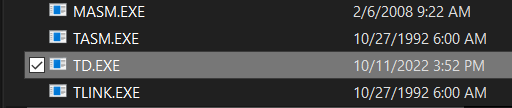 MASM.EXE 2/6/2008 9:22 AM
TASM.EXE 10/27/1992 6:00 AM
TD.EXE 10/11/2022 3:52 PM
TLINK.EXE 10/27/1992 6:00 AM